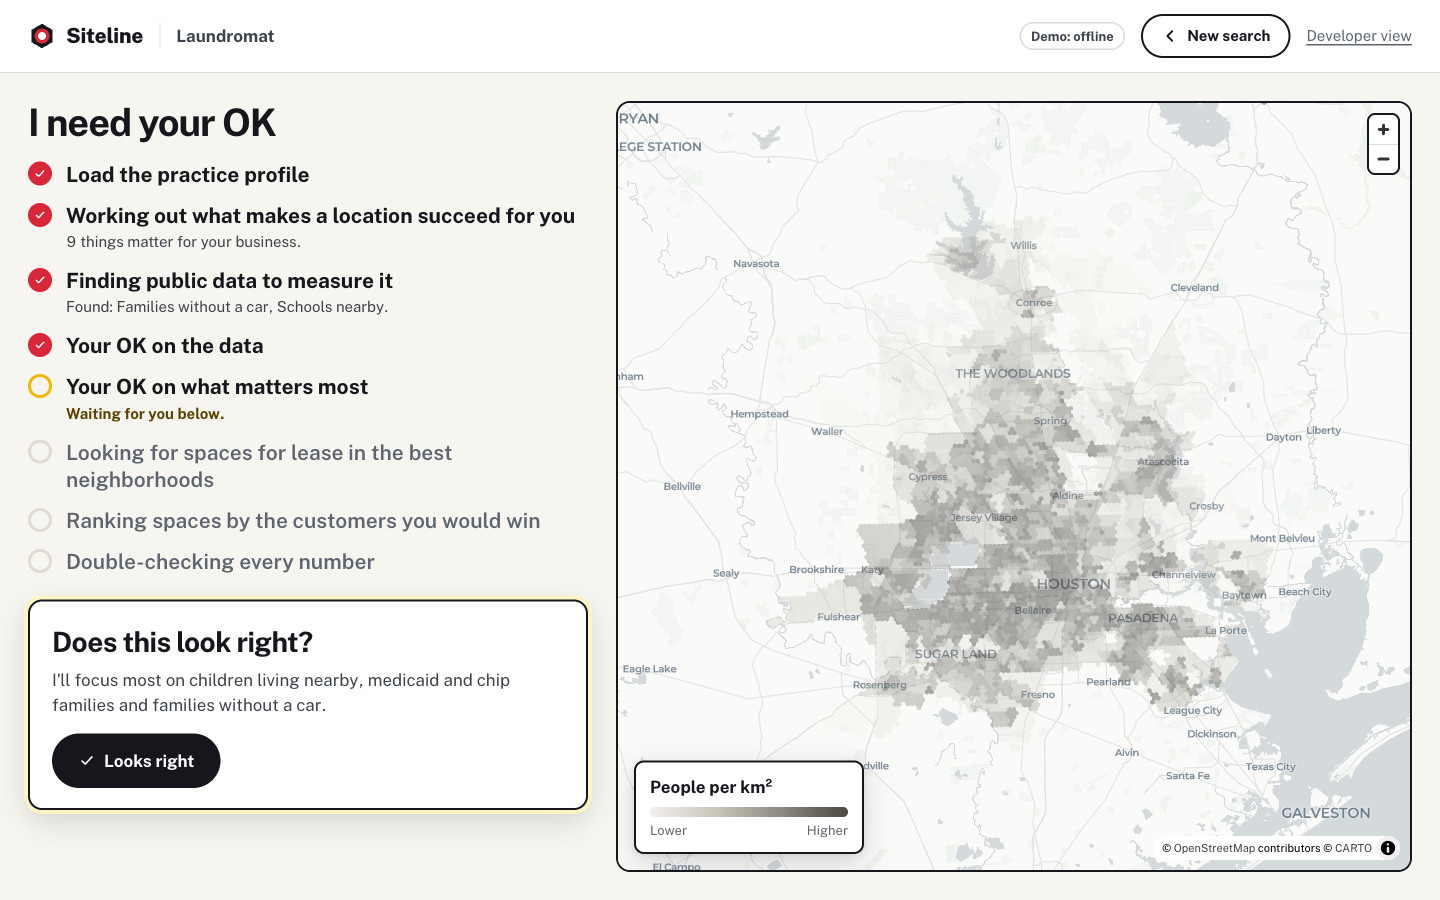 Siteline
Laundromat
Demo: offline
New search
Developer view
I need your OK
Load the practice profile
Working out what makes a location succeed for you
9 things matter for your business.
Finding public data to measure it
Found: Families without a car, Schools nearby.
Your OK on the data
Your OK on what matters most
Waiting for you below.
Looking for spaces for lease in the best
neighborhoods
Ranking spaces by the customers you would win
Double-checking every number
Does this look right?
I'll focus most on children living nearby, medicaid and chip
families and families without a car.
Looks right
RYAN
EGE STATION
Willis
Navasota
Cleveland
Conroe
THE WOODLANDS
nham
Hempstead
Spring
Waller
Dayton
Liberty
Atascocita
Cypress
Bellville
Aldine
Crosby
Jersey Village
Mont Belvieu
Sealy
Brookshire
Katy
HOUSTON
Channelview
Baytown
Beach City
Fulshear
Bellaire
PASADENA
La Porte
SUGAR LAND
Eagle Lake
Rosenberg
Pearland
Fresno
League City
Dickinson
Alvin
dville
Texas City
Santa Fe
GALVESTON
El Campo
People per km²
Lower
Higher
© OpenStreetMap contributors © CARTO